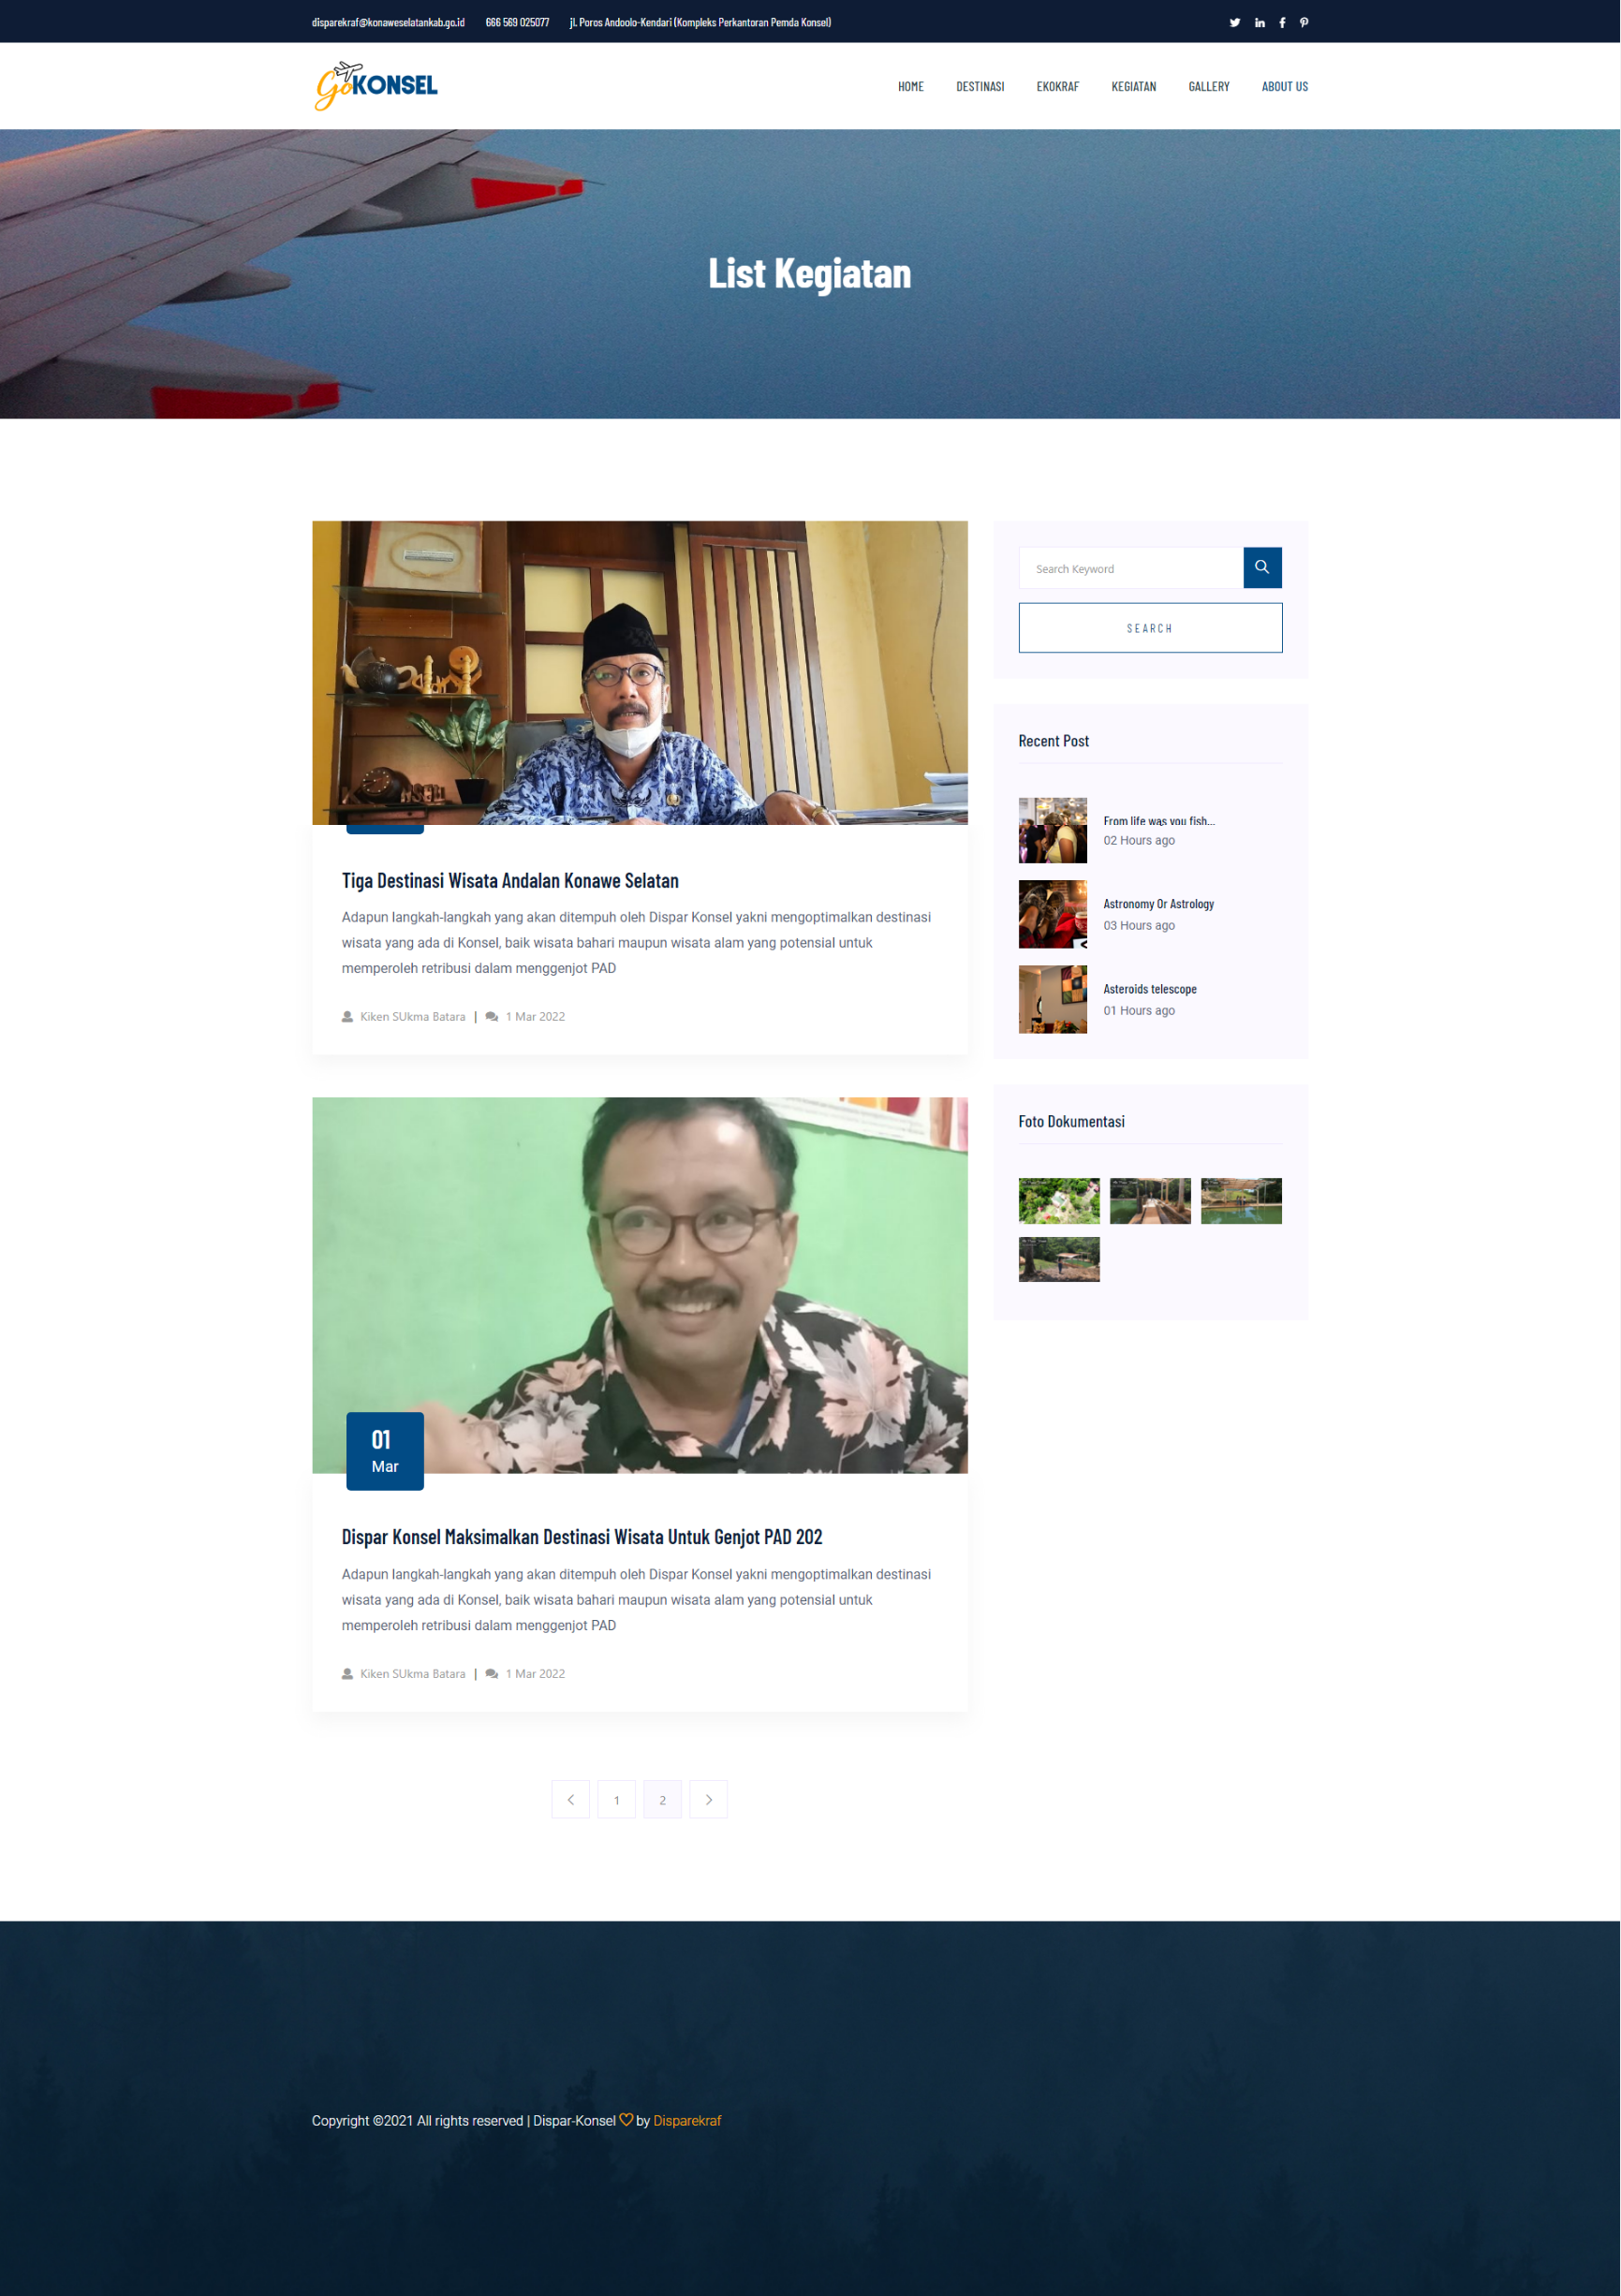 disparekraf@konaweselatankab.go.id 666 569 025077 jl. Poros Andoolo-Kendari (Kompleks Perkantoran Pemda Konsel)
GoKONSEL
HOME DESTINASI EKOKRAF KEGIATAN GALLERY ABOUT US
List Kegiatan
Tiga Destinasi Wisata Andalan Konawe Selatan
Adapun langkah-langkah yang akan ditempuh oleh Dispar Konsel yakni mengoptimalkan destinasi
wisata yang ada di Konsel, baik wisata bahari maupun wisata alam yang potensial untuk
memperoleh retribusi dalam menggenjot PAD
Kiken SUkma Batara | 1 Mar 2022
01
Mar
Dispar Konsel Maksimalkan Destinasi Wisata Untuk Genjot PAD 202
Adapun langkah-langkah yang akan ditempuh oleh Dispar Konsel yakni mengoptimalkan destinasi
wisata yang ada di Konsel, baik wisata bahari maupun wisata alam yang potensial untuk
memperoleh retribusi dalam menggenjot PAD
Kiken SUkma Batara | 1 Mar 2022
1 2
Search Keyword
SEARCH
Recent Post
From life was you fish...
02 Hours ago
Astronomy Or Astrology
03 Hours ago
Asteroids telescope
01 Hours ago
Foto Dokumentasi
Copyright ©2021 All rights reserved | Dispar-Konsel by Disparekraf